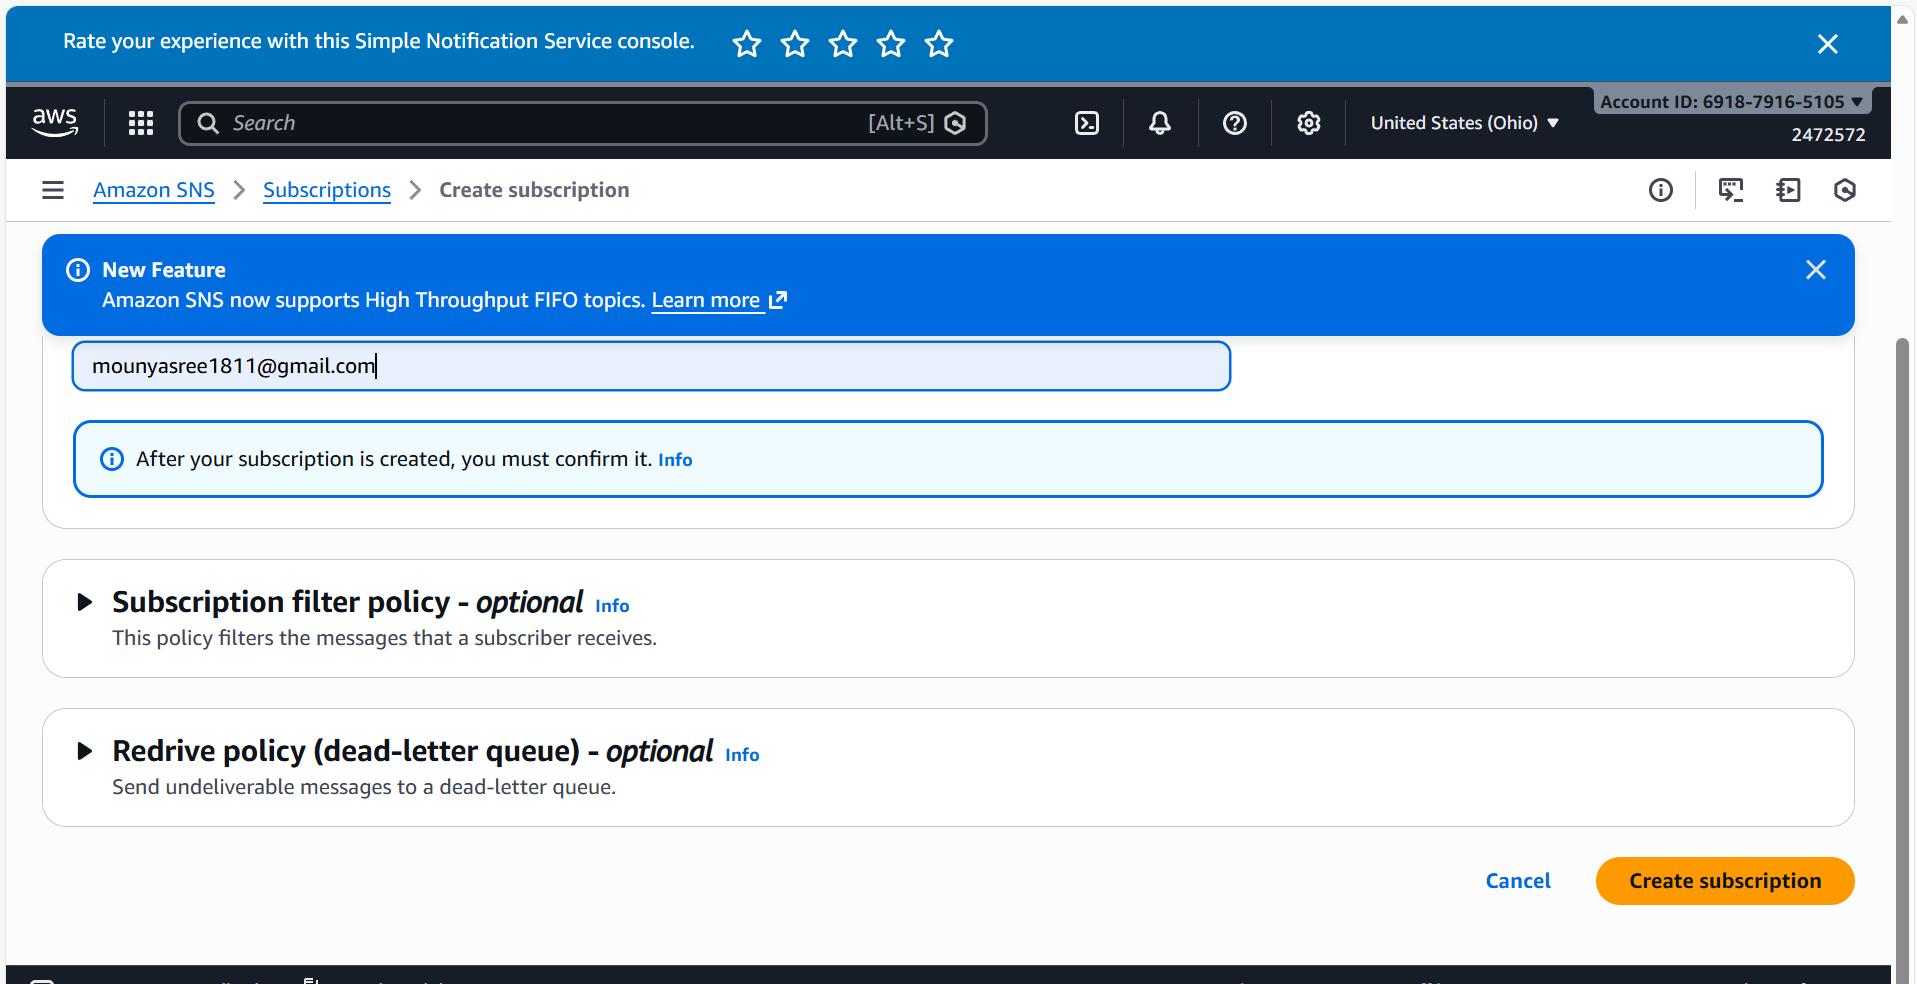 Rate your experience with this Simple Notification Service console.
aws
Search
[Alt+S]
United States (Ohio)
Account ID: 6918-7916-5105
2472572
Amazon SNS
Subscriptions
Create subscription
New Feature
Amazon SNS now supports High Throughput FIFO topics. Learn more
mounyasree1811@gmail.com
After your subscription is created, you must confirm it. Info
Subscription filter policy - optional Info
This policy filters the messages that a subscriber receives.
Redrive policy (dead-letter queue) - optional Info
Send undeliverable messages to a dead-letter queue.
Cancel
Create subscription